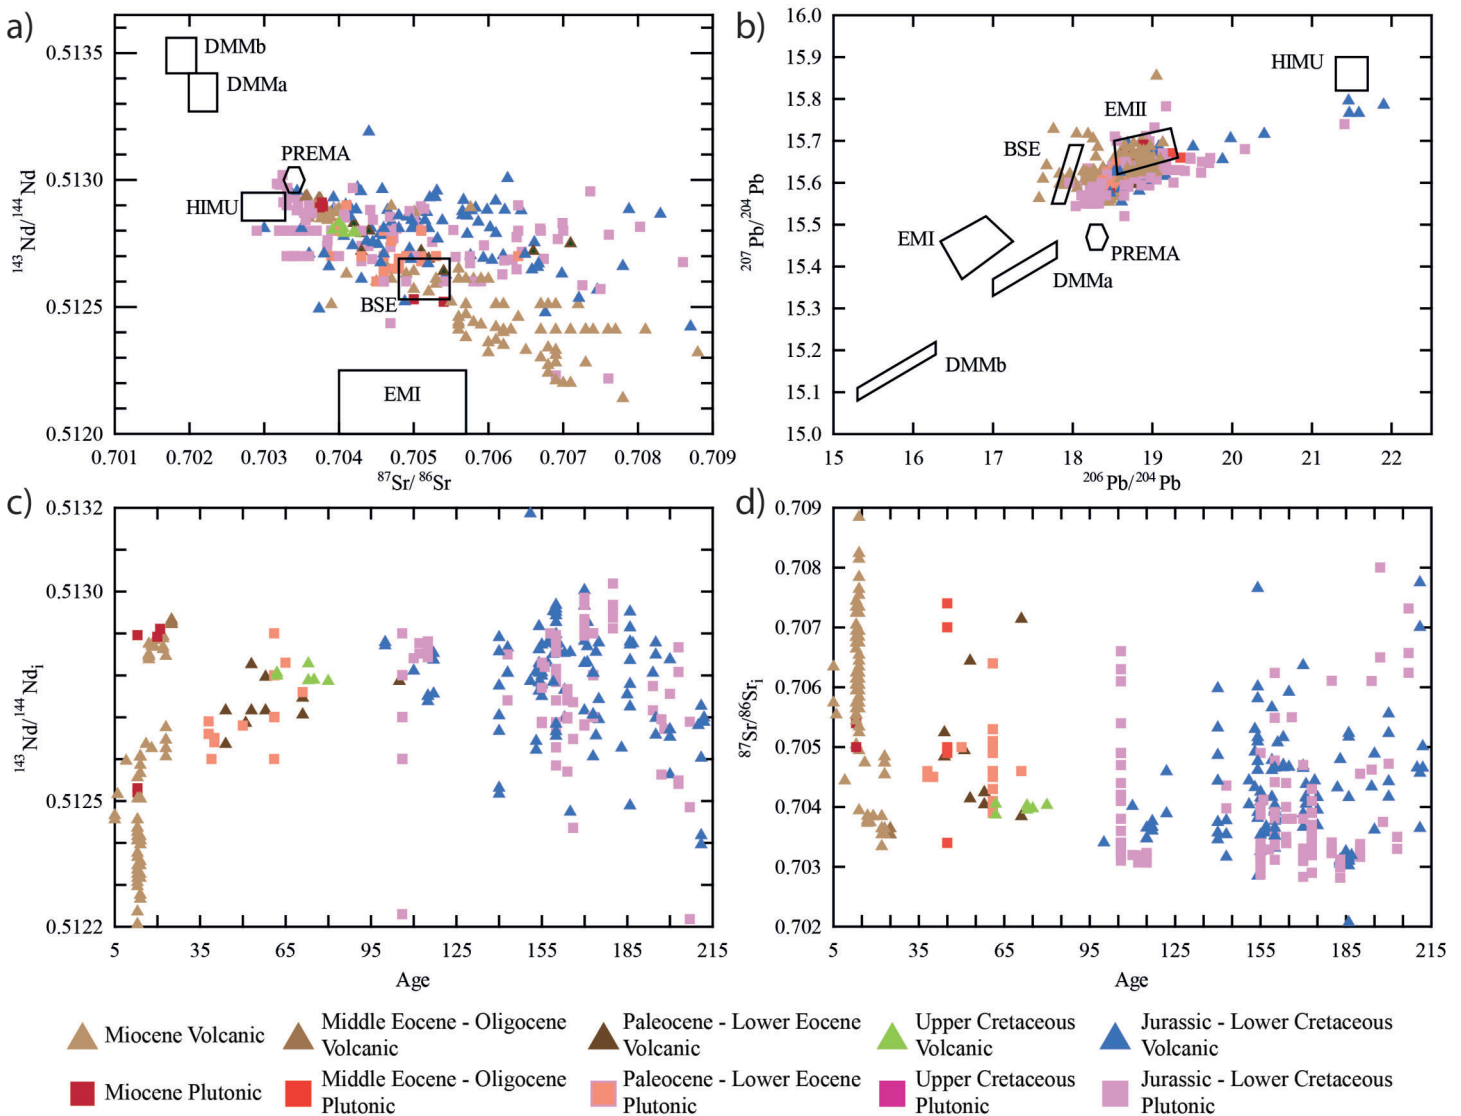 a)
0.5135
0.5130
0.5125
0.5120
¹⁴³Nd/¹⁴⁴Nd
DMMb
DMMa
PREMA
HIMU
BSE
EMI
0.701 0.702 0.703 0.704 0.705 0.706 0.707 0.708 0.709
⁸⁷Sr/⁸⁶Sr
b)
16.0
15.9
15.8
15.7
15.6
15.5
15.4
15.3
15.2
15.1
15.0
²⁰⁷Pb/²⁰⁴Pb
HIMU
EMII
BSE
EMI
PREMA
DMMa
DMMb
15 16 17 18 19 20 21 22
²⁰⁶Pb/²⁰⁴Pb
c)
0.5132
0.5130
0.5125
0.5122
¹⁴³Nd/¹⁴⁴Ndᵢ
5 35 65 95 125 155 185 215
Age
d)
0.709
0.708
0.707
0.706
0.705
0.704
0.703
0.702
⁸⁷Sr/⁸⁶Srᵢ
5 35 65 95 125 155 185 215
Age
Miocene Volcanic
Middle Eocene - Oligocene
Volcanic
Paleocene - Lower Eocene
Volcanic
Upper Cretaceous
Volcanic
Jurassic - Lower Cretaceous
Volcanic
Miocene Plutonic
Middle Eocene - Oligocene
Plutonic
Paleocene - Lower Eocene
Plutonic
Upper Cretaceous
Plutonic
Jurassic - Lower Cretaceous
Plutonic